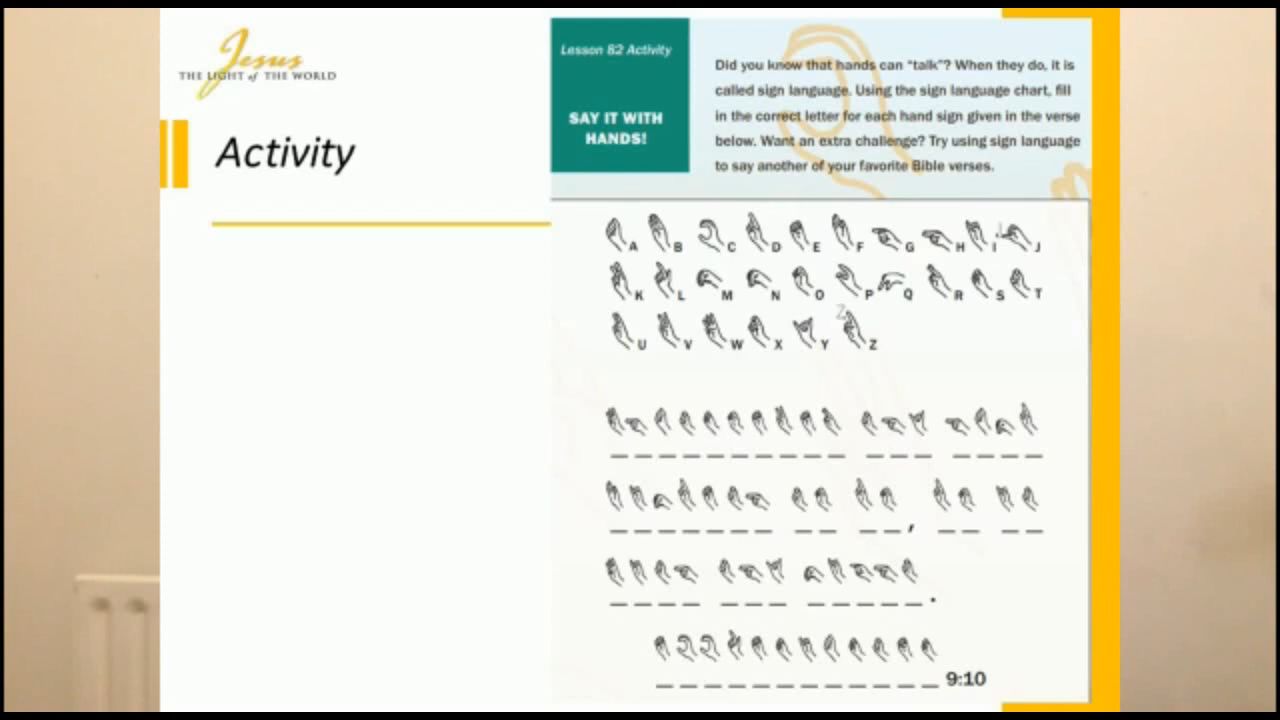 Jesus
THE LIGHT of THE WORLD
Activity
Lesson 82 Activity
SAY IT WITH
HANDS!
Did you know that hands can “talk”? When they do, it is
called sign language. Using the sign language chart, fill
in the correct letter for each hand sign given in the verse
below. Want an extra challenge? Try using sign language
to say another of your favorite Bible verses.
A B C D E F G H I J
K L M N O P Q R S T
U V W X Y Z
Z
,
.
9:10